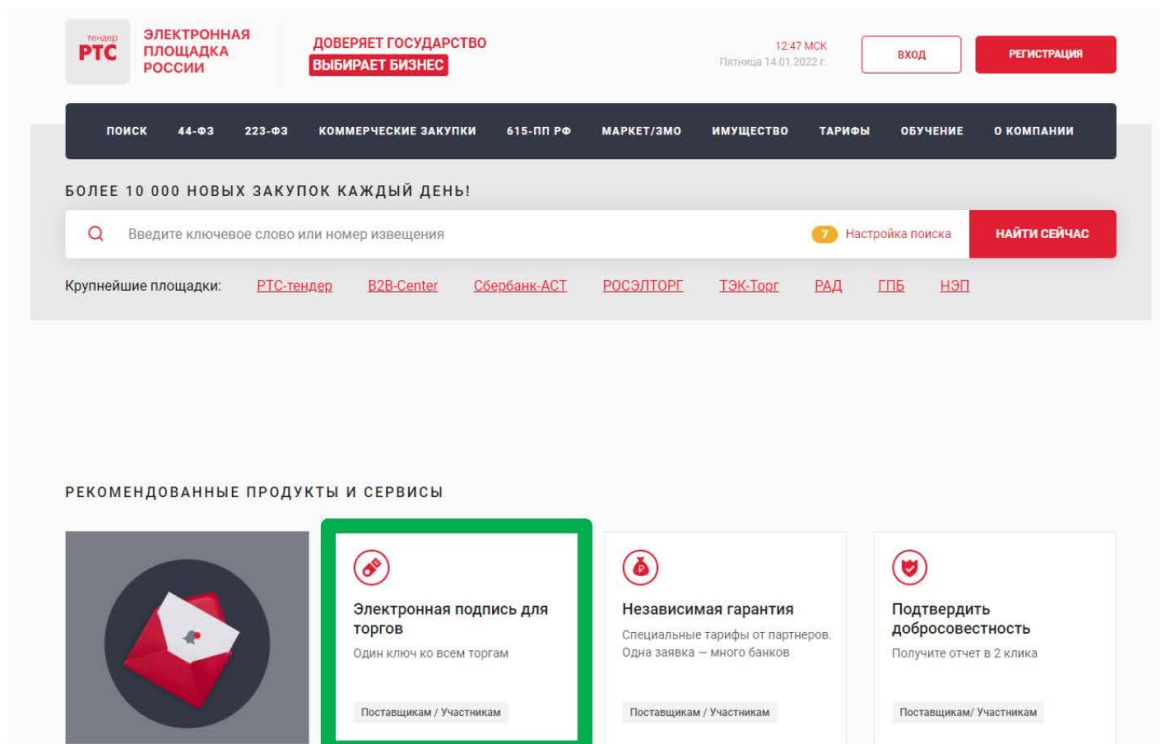 тендер
РТС
ЭЛЕКТРОННАЯ
ПЛОЩАДКА
РОССИИ
ДОВЕРЯЕТ ГОСУДАРСТВО
ВЫБИРАЕТ БИЗНЕС
12:47 МСК
Пятница 14.01.2022 г.
ВХОД
РЕГИСТРАЦИЯ
ПОИСК 44-ФЗ 223-ФЗ КОММЕРЧЕСКИЕ ЗАКУПКИ 615-ПП РФ МАРКЕТ/ЗМО ИМУЩЕСТВО ТАРИФЫ ОБУЧЕНИЕ О КОМПАНИИ
БОЛЕЕ 10 000 НОВЫХ ЗАКУПОК КАЖДЫЙ ДЕНЬ!
Введите ключевое слово или номер извещения 7 Настройка поиска НАЙТИ СЕЙЧАС
Крупнейшие площадки: РТС-тендер B2B-Center Сбербанк-АСТ РОСЭЛТОРГ ТЭК-Торг РАД ГПБ НЭП
РЕКОМЕНДОВАННЫЕ ПРОДУКТЫ И СЕРВИСЫ
Электронная подпись для
торгов
Один ключ ко всем торгам
Поставщикам / Участникам
Независимая гарантия
Специальные тарифы от партнеров.
Одна заявка — много банков
Поставщикам / Участникам
Подтвердить
добросовестность
Получите отчет в 2 клика
Поставщикам/ Участникам